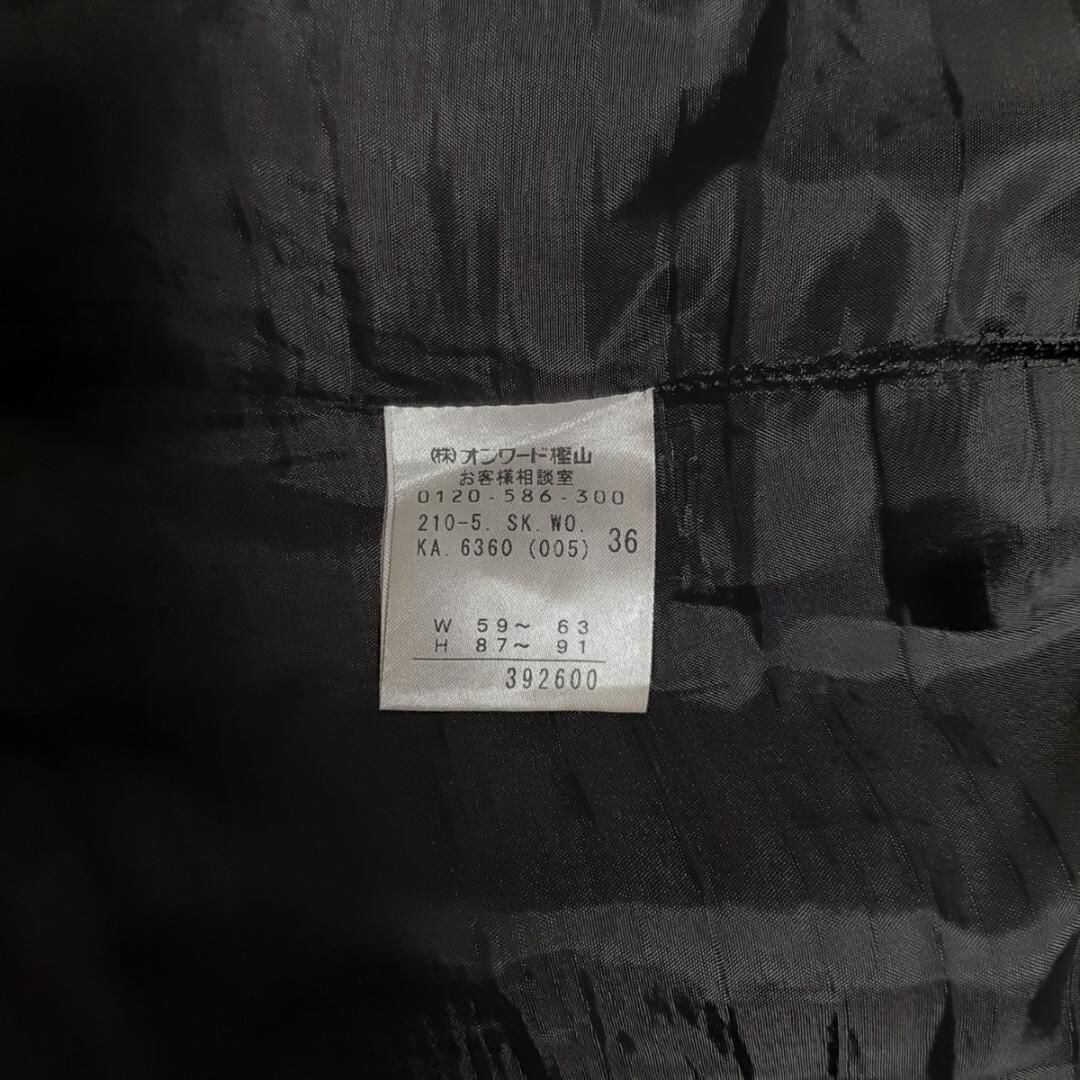 (株)オンワード樫山
お客様相談室
0120-586-300
210-5. SK. WO.
KA. 6360 (005) 36
W 59～ 63
H 87～ 91
392600